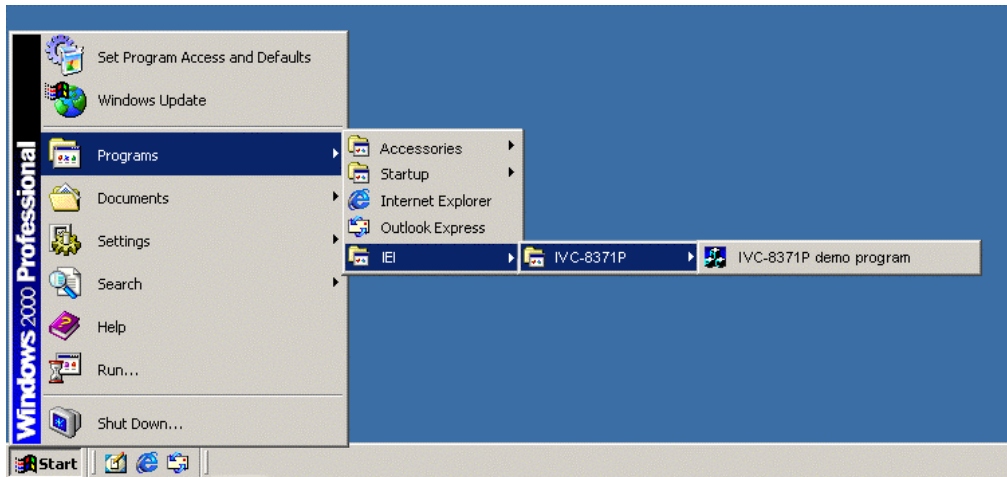 Set Program Access and Defaults
Windows Update
Programs
Documents
Settings
Search
Help
Run...
Shut Down...
Windows 2000 Professional
Accessories
Startup
Internet Explorer
Outlook Express
IEI
IVC-8371P
IVC-8371P demo program
Start